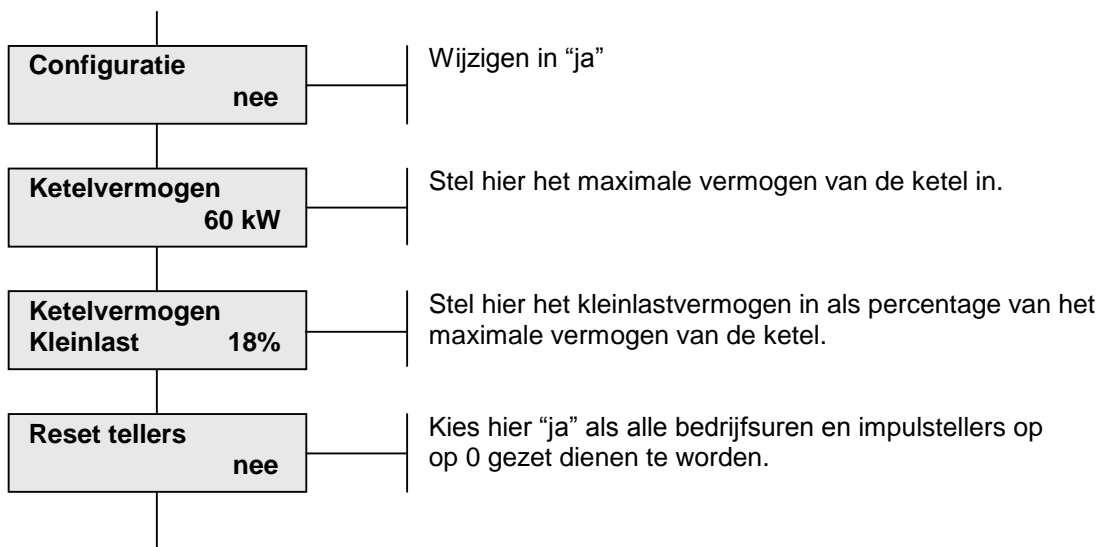 Configuratie
nee
Wijzigen in “ja”
Ketelvermogen
60 kW
Stel hier het maximale vermogen van de ketel in.
Ketelvermogen
Kleinlast 18%
Stel hier het kleinlastvermogen in als percentage van het
maximale vermogen van de ketel.
Reset tellers
nee
Kies hier “ja” als alle bedrijfsuren en impulstellers op
op 0 gezet dienen te worden.